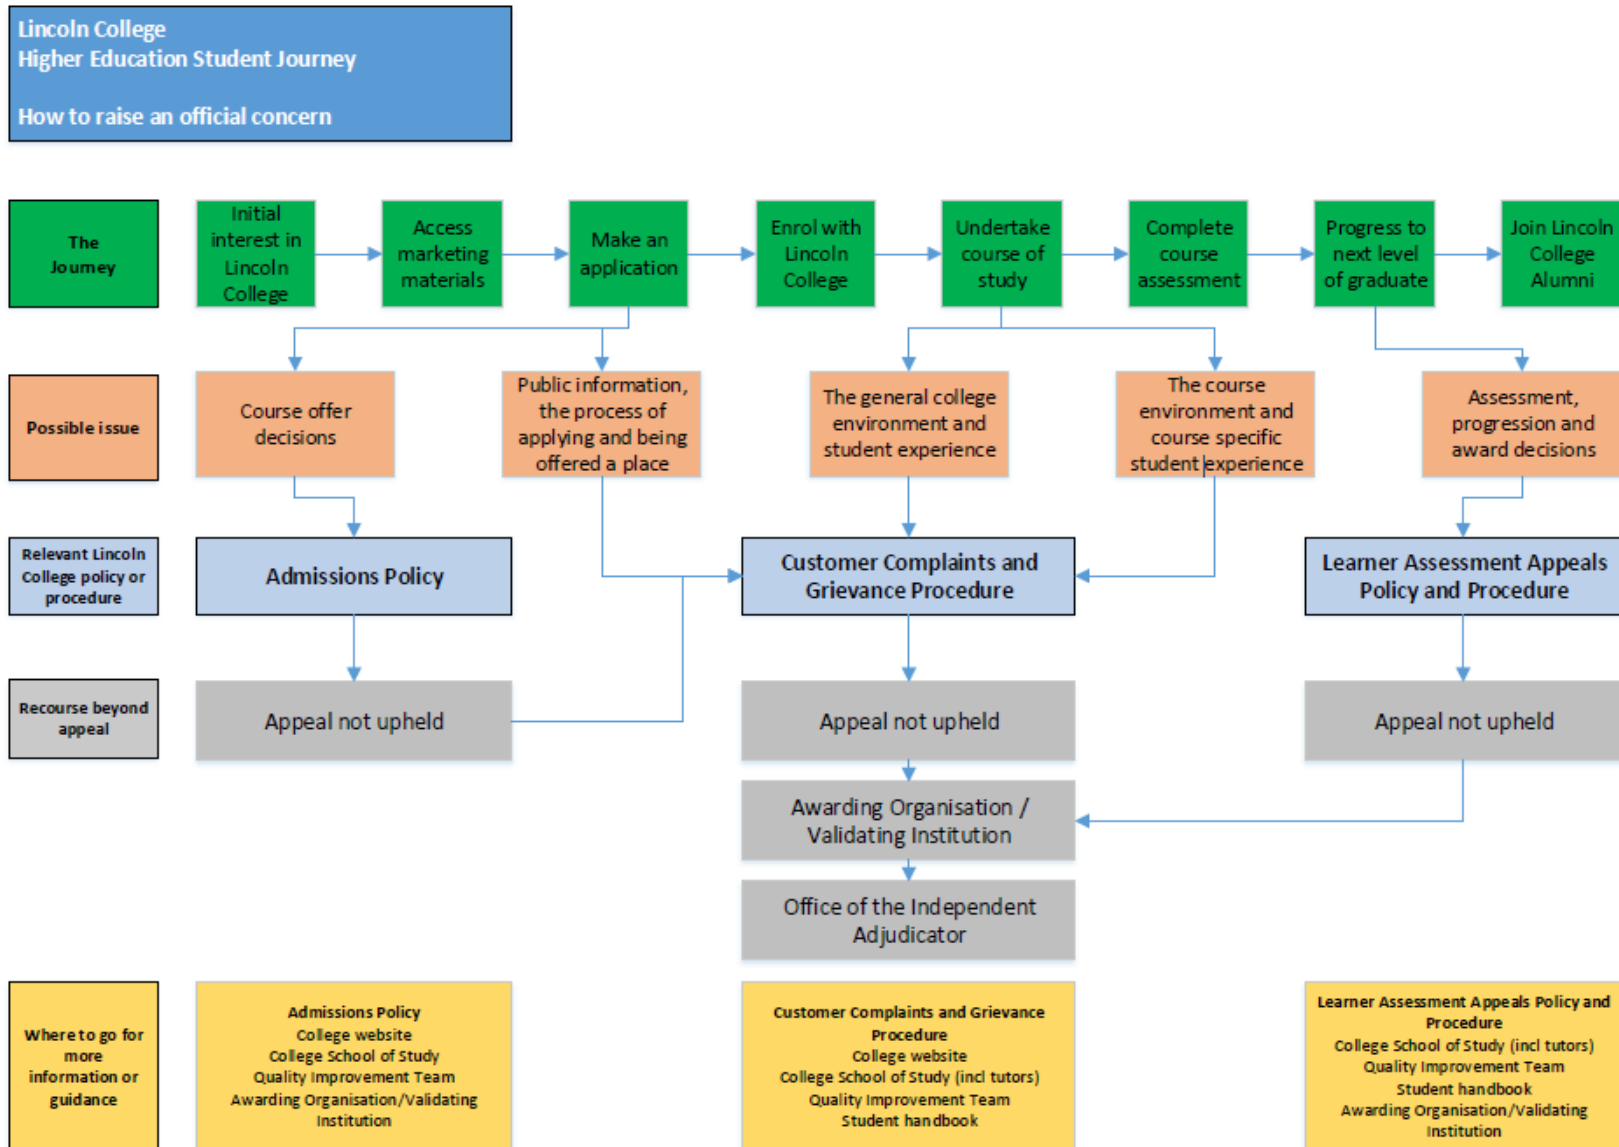 Lincoln College
Higher Education Student Journey
How to raise an official concern
The
Journey
Initial
interest in
Lincoln
College
Access
marketing
materials
Make an
application
Enrol with
Lincoln
College
Undertake
course of
study
Complete
course
assessment
Progress to
next level
of graduate
Join Lincoln
College
Alumni
Possible issue
Course offer
decisions
Public information,
the process of
applying and being
offered a place
The general college
environment and
student experience
The course
environment and
course specific
student experience
Assessment,
progression and
award decisions
Relevant Lincoln
College policy or
procedure
Admissions Policy
Customer Complaints and
Grievance Procedure
Learner Assessment Appeals
Policy and Procedure
Recourse beyond
appeal
Appeal not upheld
Appeal not upheld
Appeal not upheld
Awarding Organisation /
Validating Institution
Office of the Independent
Adjudicator
Where to go for
more
information or
guidance
Admissions Policy
College website
College School of Study
Quality Improvement Team
Awarding Organisation/Validating
Institution
Customer Complaints and Grievance
Procedure
College website
College School of Study (incl tutors)
Quality Improvement Team
Student handbook
Learner Assessment Appeals Policy and
Procedure
College School of Study (incl tutors)
Quality Improvement Team
Student handbook
Awarding Organisation/Validating
Institution